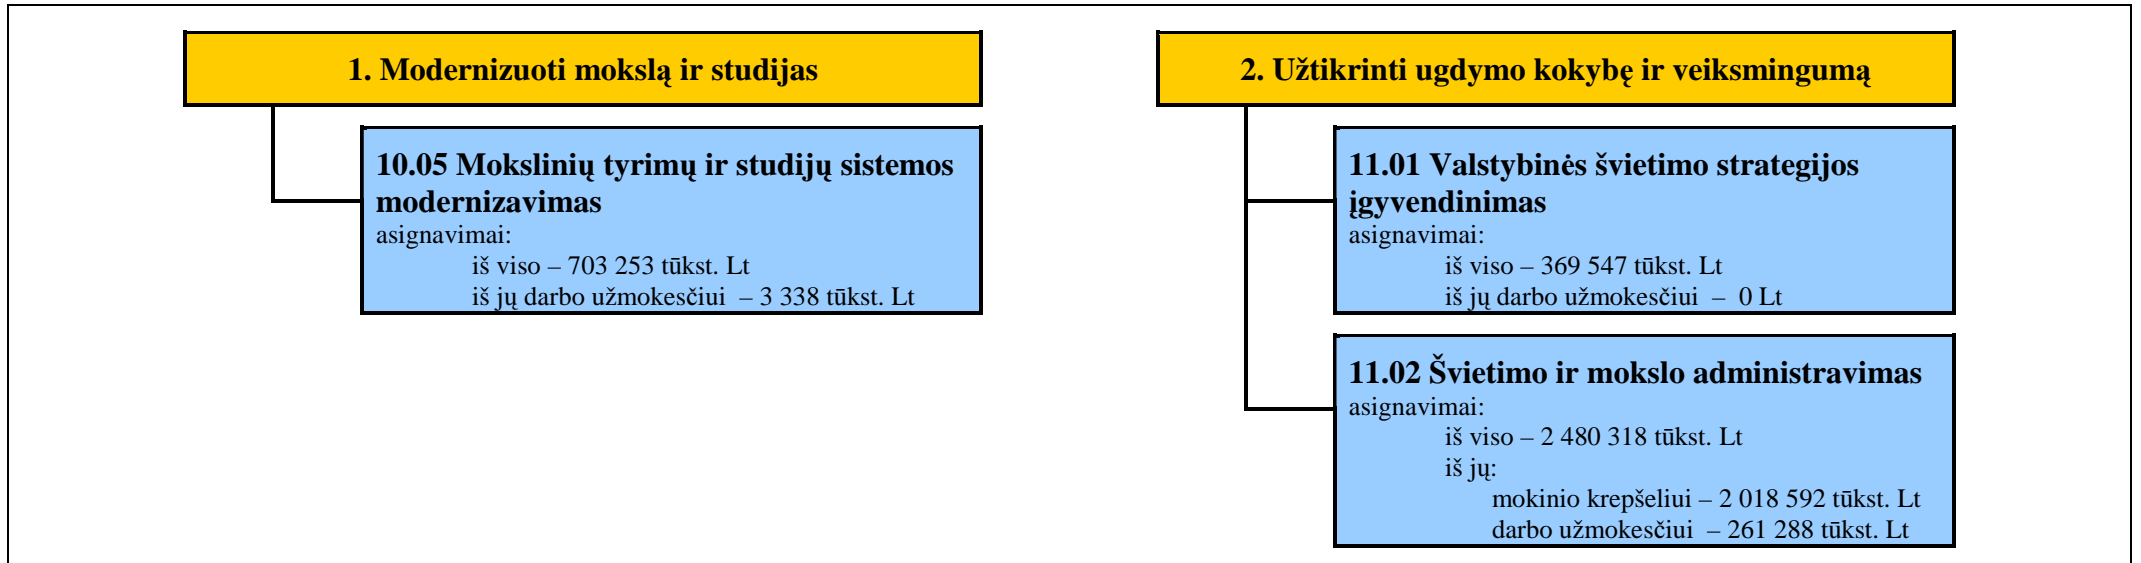 1. Modernizuoti mokslą ir studijas
10.05 Mokslinių tyrimų ir studijų sistemos
modernizavimas
asignavimai:
iš viso – 703 253 tūkst. Lt
iš jų darbo užmokesčiui – 3 338 tūkst. Lt
2. Užtikrinti ugdymo kokybę ir veiksmingumą
11.01 Valstybinės švietimo strategijos
įgyvendinimas
asignavimai:
iš viso – 369 547 tūkst. Lt
iš jų darbo užmokesčiui – 0 Lt
11.02 Švietimo ir mokslo administravimas
asignavimai:
iš viso – 2 480 318 tūkst. Lt
iš jų:
mokinio krepšeliui – 2 018 592 tūkst. Lt
darbo užmokesčiui – 261 288 tūkst. Lt